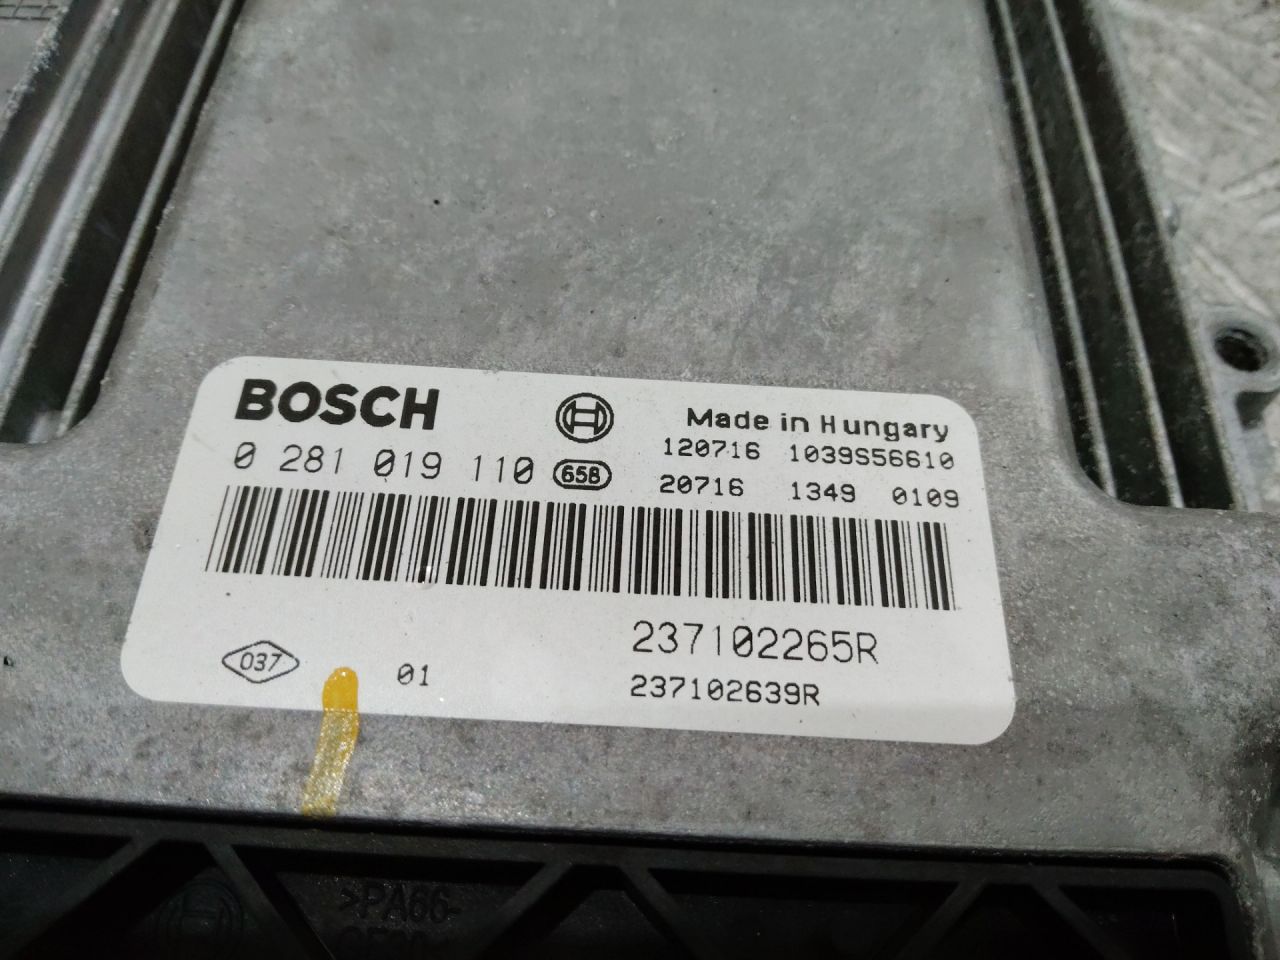 BOSCH
Made in Hungary
0 281 019 110 658
120716 1039S56610
20716 1349 0109
237102265R
037 01
237102639R
>PA66-